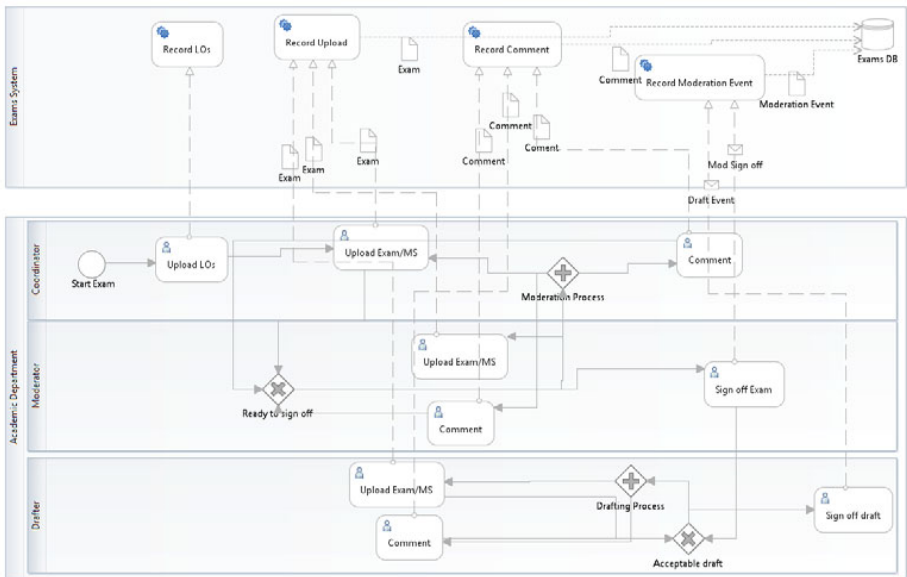 Exams System
Record LOs
Record Upload
Record Comment
Exams DB
Exam
Comment
Record Moderation Event
Moderation Event
Comment
Coment
Exam
Exam
Exam
Comment
Mod Sign off
Draft Event
Academic Department
Coordinator
Start Exam
Upload LOs
Upload Exam/MS
Comment
Moderation Process
Moderator
Upload Exam/MS
Sign off Exam
Ready to sign off
Comment
Drafter
Upload Exam/MS
Drafting Process
Sign off draft
Comment
Acceptable draft